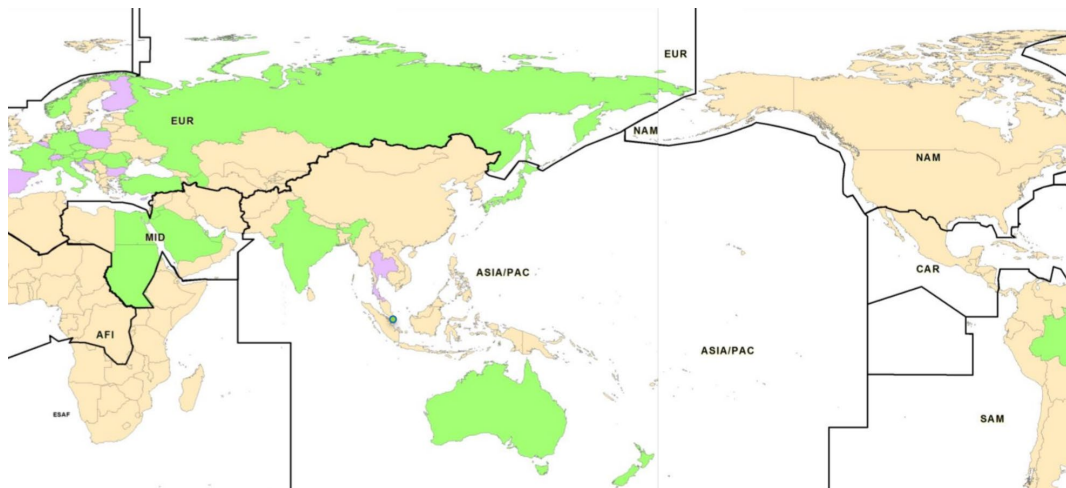 EUR
EUR
NAM
NAM
MID
CAR
ASIA/PAC
AFI
ASIA/PAC
ESAF
SAM